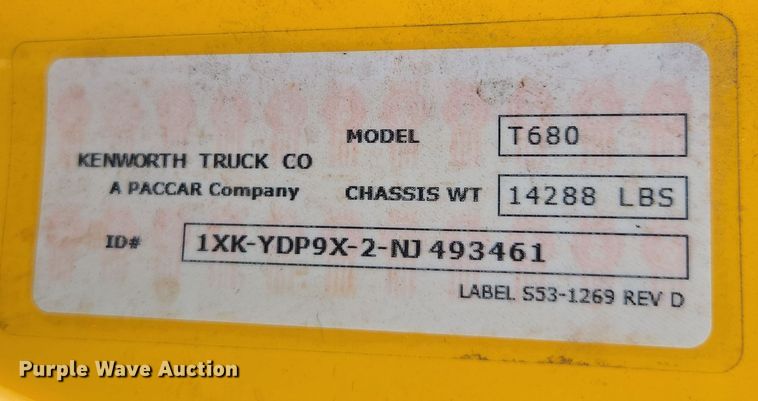 MODEL T680
KENWORTH TRUCK CO
A PACCAR Company CHASSIS WT 14288 LBS
ID# 1XK-YDP9X-2-NJ493461
LABEL S53-1269 REV D
Purple Wave Auction